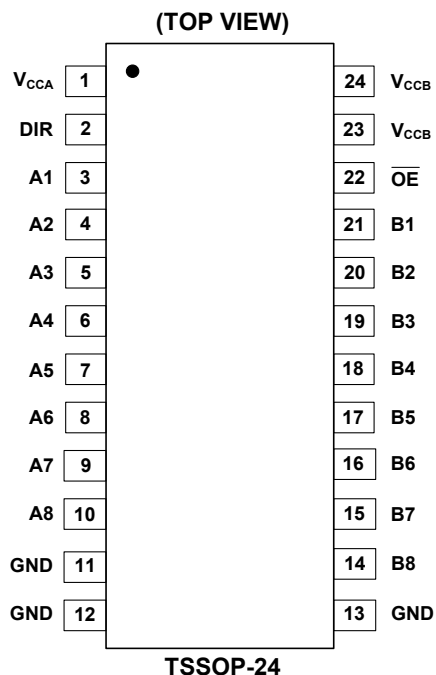 (TOP VIEW)
VCCA 1 24 VCCB
DIR 2 23 VCCB
A1 3 22 O̅E̅
A2 4 21 B1
A3 5 20 B2
A4 6 19 B3
A5 7 18 B4
A6 8 17 B5
A7 9 16 B6
A8 10 15 B7
GND 11 14 B8
GND 12 13 GND
TSSOP-24